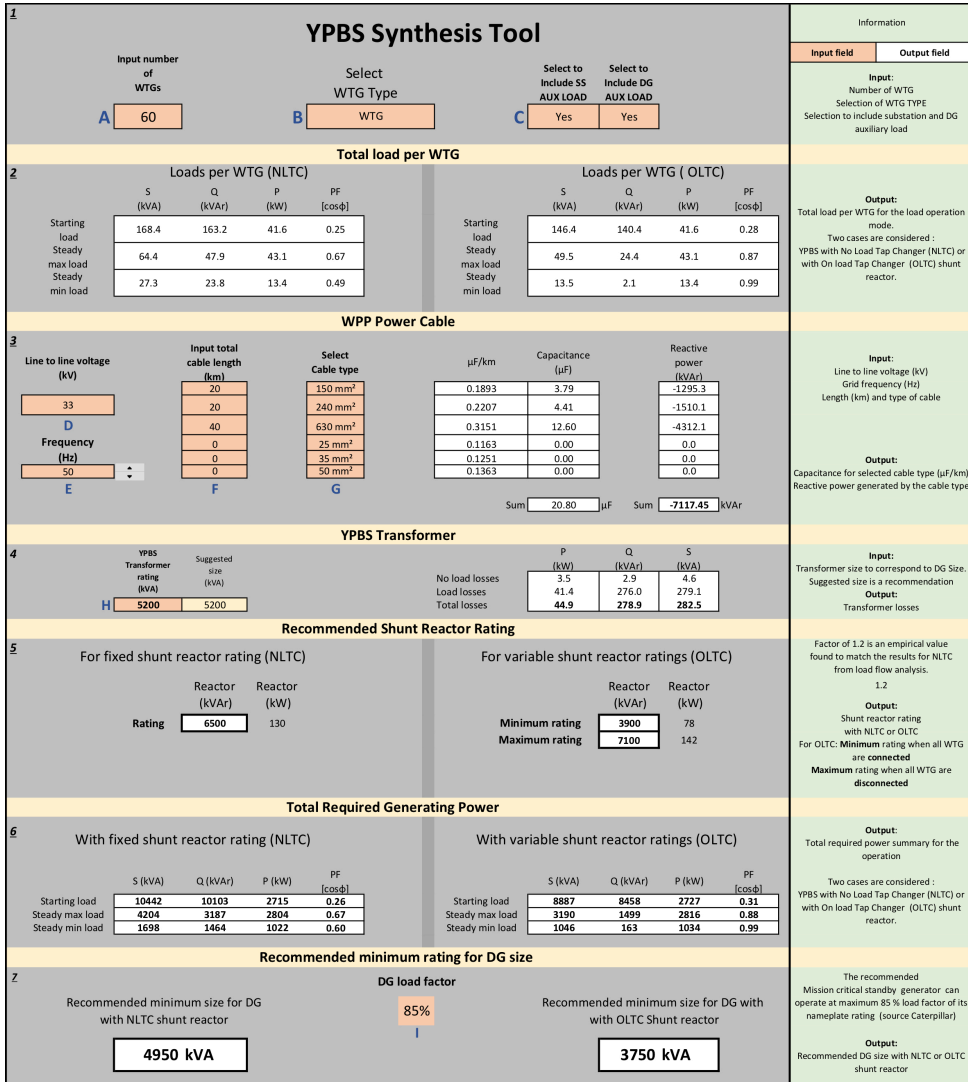 1
YPBS Synthesis Tool
Input number
of
WTGs
A 60
Select
WTG Type
B WTG
Select to
Include SS
AUX LOAD
Select to
Include DG
AUX LOAD
C Yes Yes
Information
Input field Output field
Input:
Number of WTG
Selection of WTG TYPE
Selection to include substation and DG
auxiliary load
Total load per WTG
2
Loads per WTG (NLTC)
S Q P PF
(kVA) (kVAr) (kW) [cosϕ]
Starting
load
168.4 163.2 41.6 0.25
Steady
max load
64.4 47.9 43.1 0.67
Steady
min load
27.3 23.8 13.4 0.49
Loads per WTG ( OLTC)
S Q P PF
(kVA) (kVAr) (kW) [cosϕ]
Starting
load
146.4 140.4 41.6 0.28
Steady
max load
49.5 24.4 43.1 0.87
Steady
min load
13.5 2.1 13.4 0.99
Output:
Total load per WTG for the load operation
mode.
Two cases are considered :
YPBS with No Load Tap Changer (NLTC) or
with On load Tap Changer (OLTC) shunt
reactor.
WPP Power Cable
3
Line to line voltage
(kV)
33
D
Frequency
(Hz)
50
E
Input total
cable length
(km)
20
20
40
0
0
0
F
Select
Cable type
150 mm²
240 mm²
630 mm²
25 mm²
35 mm²
50 mm²
G
µF/km Capacitance
(µF)
Reactive
power
(kVAr)
0.1893 3.79 -1295.3
0.2207 4.41 -1510.1
0.3151 12.60 -4312.1
0.1163 0.00 0.0
0.1251 0.00 0.0
0.1363 0.00 0.0
Sum 20.80 µF Sum -7117.45 kVAr
Input:
Line to line voltage (kV)
Grid frequency (Hz)
Length (km) and type of cable
Output:
Capacitance for selected cable type (µF/km)
Reactive power generated by the cable type
YPBS Transformer
4
YPBS
Transformer
rating
(kVA)
Suggested
size
(kVA)
H 5200 5200
P Q S
(kW) (kVAr) (kVA)
No load losses 3.5 2.9 4.6
Load losses 41.4 276.0 279.1
Total losses 44.9 278.9 282.5
Input:
Transformer size to correspond to DG Size.
Suggested size is a recommendation
Output:
Transformer losses
Recommended Shunt Reactor Rating
5
For fixed shunt reactor rating (NLTC)
Reactor Reactor
(kVAr) (kW)
Rating 6500 130
For variable shunt reactor ratings (OLTC)
Reactor Reactor
(kVAr) (kW)
Minimum rating 3900 78
Maximum rating 7100 142
Factor of 1.2 is an empirical value
found to match the results for NLTC
from load flow analysis.
1.2
Output:
Shunt reactor rating
with NLTC or OLTC
For OLTC: Minimum rating when all WTG
are connected
Maximum rating when all WTG are
disconnected
Total Required Generating Power
6
With fixed shunt reactor rating (NLTC)
S (kVA) Q (kVAr) P (kW) PF
[cosϕ]
Starting load 10442 10103 2715 0.26
Steady max load 4204 3187 2804 0.67
Steady min load 1698 1464 1022 0.60
With variable shunt reactor ratings (OLTC)
S (kVA) Q (kVAr) P (kW) PF
[cosϕ]
Starting load 8887 8458 2727 0.31
Steady max load 3190 1499 2816 0.88
Steady min load 1046 163 1034 0.99
Output:
Total required power summary for the
operation
Two cases are considered :
YPBS with No Load Tap Changer (NLTC) or
with On load Tap Changer (OLTC) shunt
reactor.
Recommended minimum rating for DG size
7
Recommended minimum size for DG
with NLTC shunt reactor
4950 kVA
DG load factor
85%
I
Recommended minimum size for DG with
with OLTC Shunt reactor
3750 kVA
The recommended
Mission critical standby generator can
operate at maximum 85 % load factor of its
nameplate rating (source Caterpillar)
Output:
Recommended DG size with NLTC or OLTC
shunt reactor